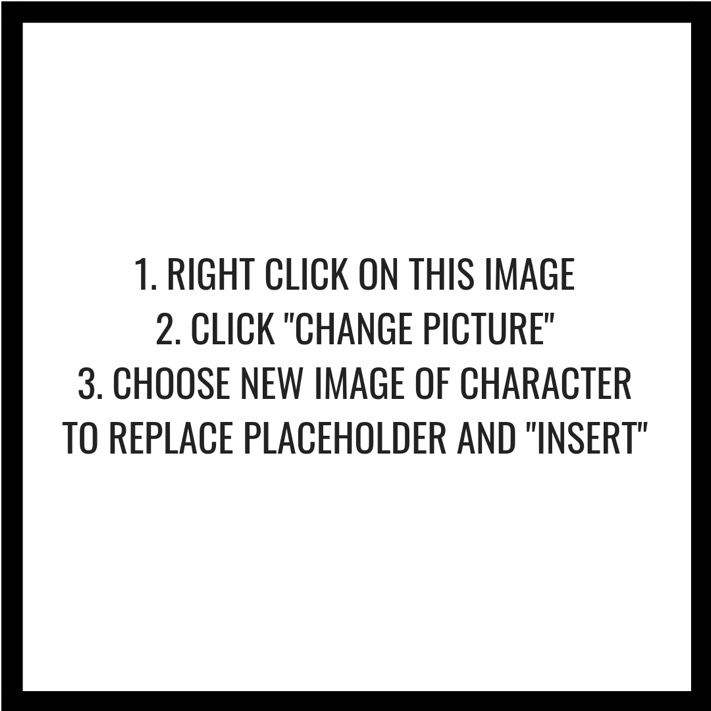 1. RIGHT CLICK ON THIS IMAGE
2. CLICK "CHANGE PICTURE"
3. CHOOSE NEW IMAGE OF CHARACTER
TO REPLACE PLACEHOLDER AND "INSERT"